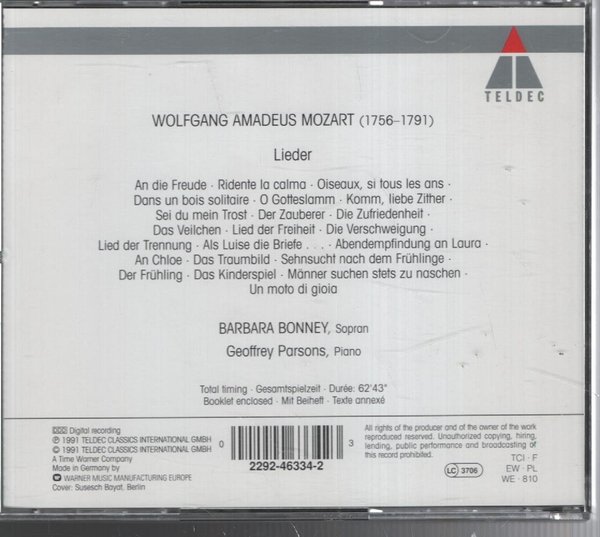 TELDEC
WOLFGANG AMADEUS MOZART (1756–1791)
Lieder
An die Freude · Ridente la calma · Oiseaux, si tous les ans ·
Dans un bois solitaire · O Gotteslamm · Komm, liebe Zither ·
Sei du mein Trost · Der Zauberer · Die Zufriedenheit ·
Das Veilchen · Lied der Freiheit · Die Verschweigung ·
Lied der Trennung · Als Luise die Briefe . . . · Abendempfindung an Laura ·
An Chloe · Das Traumbild · Sehnsucht nach dem Frühlinge ·
Der Frühling · Das Kinderspiel · Männer suchen stets zu naschen ·
Un moto di gioia
BARBARA BONNEY, Sopran
Geoffrey Parsons, Piano
Total timing · Gesamtspielzeit · Durée: 62'43"
Booklet enclosed · Mit Beiheft · Texte annexé
DDD Digital recording
℗ 1991 TELDEC CLASSICS INTERNATIONAL GMBH
© 1991 TELDEC CLASSICS INTERNATIONAL GMBH
A Time Warner Company
Made in Germany by
WARNER MUSIC MANUFACTURING EUROPE
Cover: Susesch Bayat, Berlin
0
3
2292-46334-2
All rights of the producer and of the owner of the work
reproduced reserved. Unauthorized copying, hiring,
lending, public performance and broadcasting of
this record prohibited.
LC 3706
TCI · F
EW · PL
WE · 810